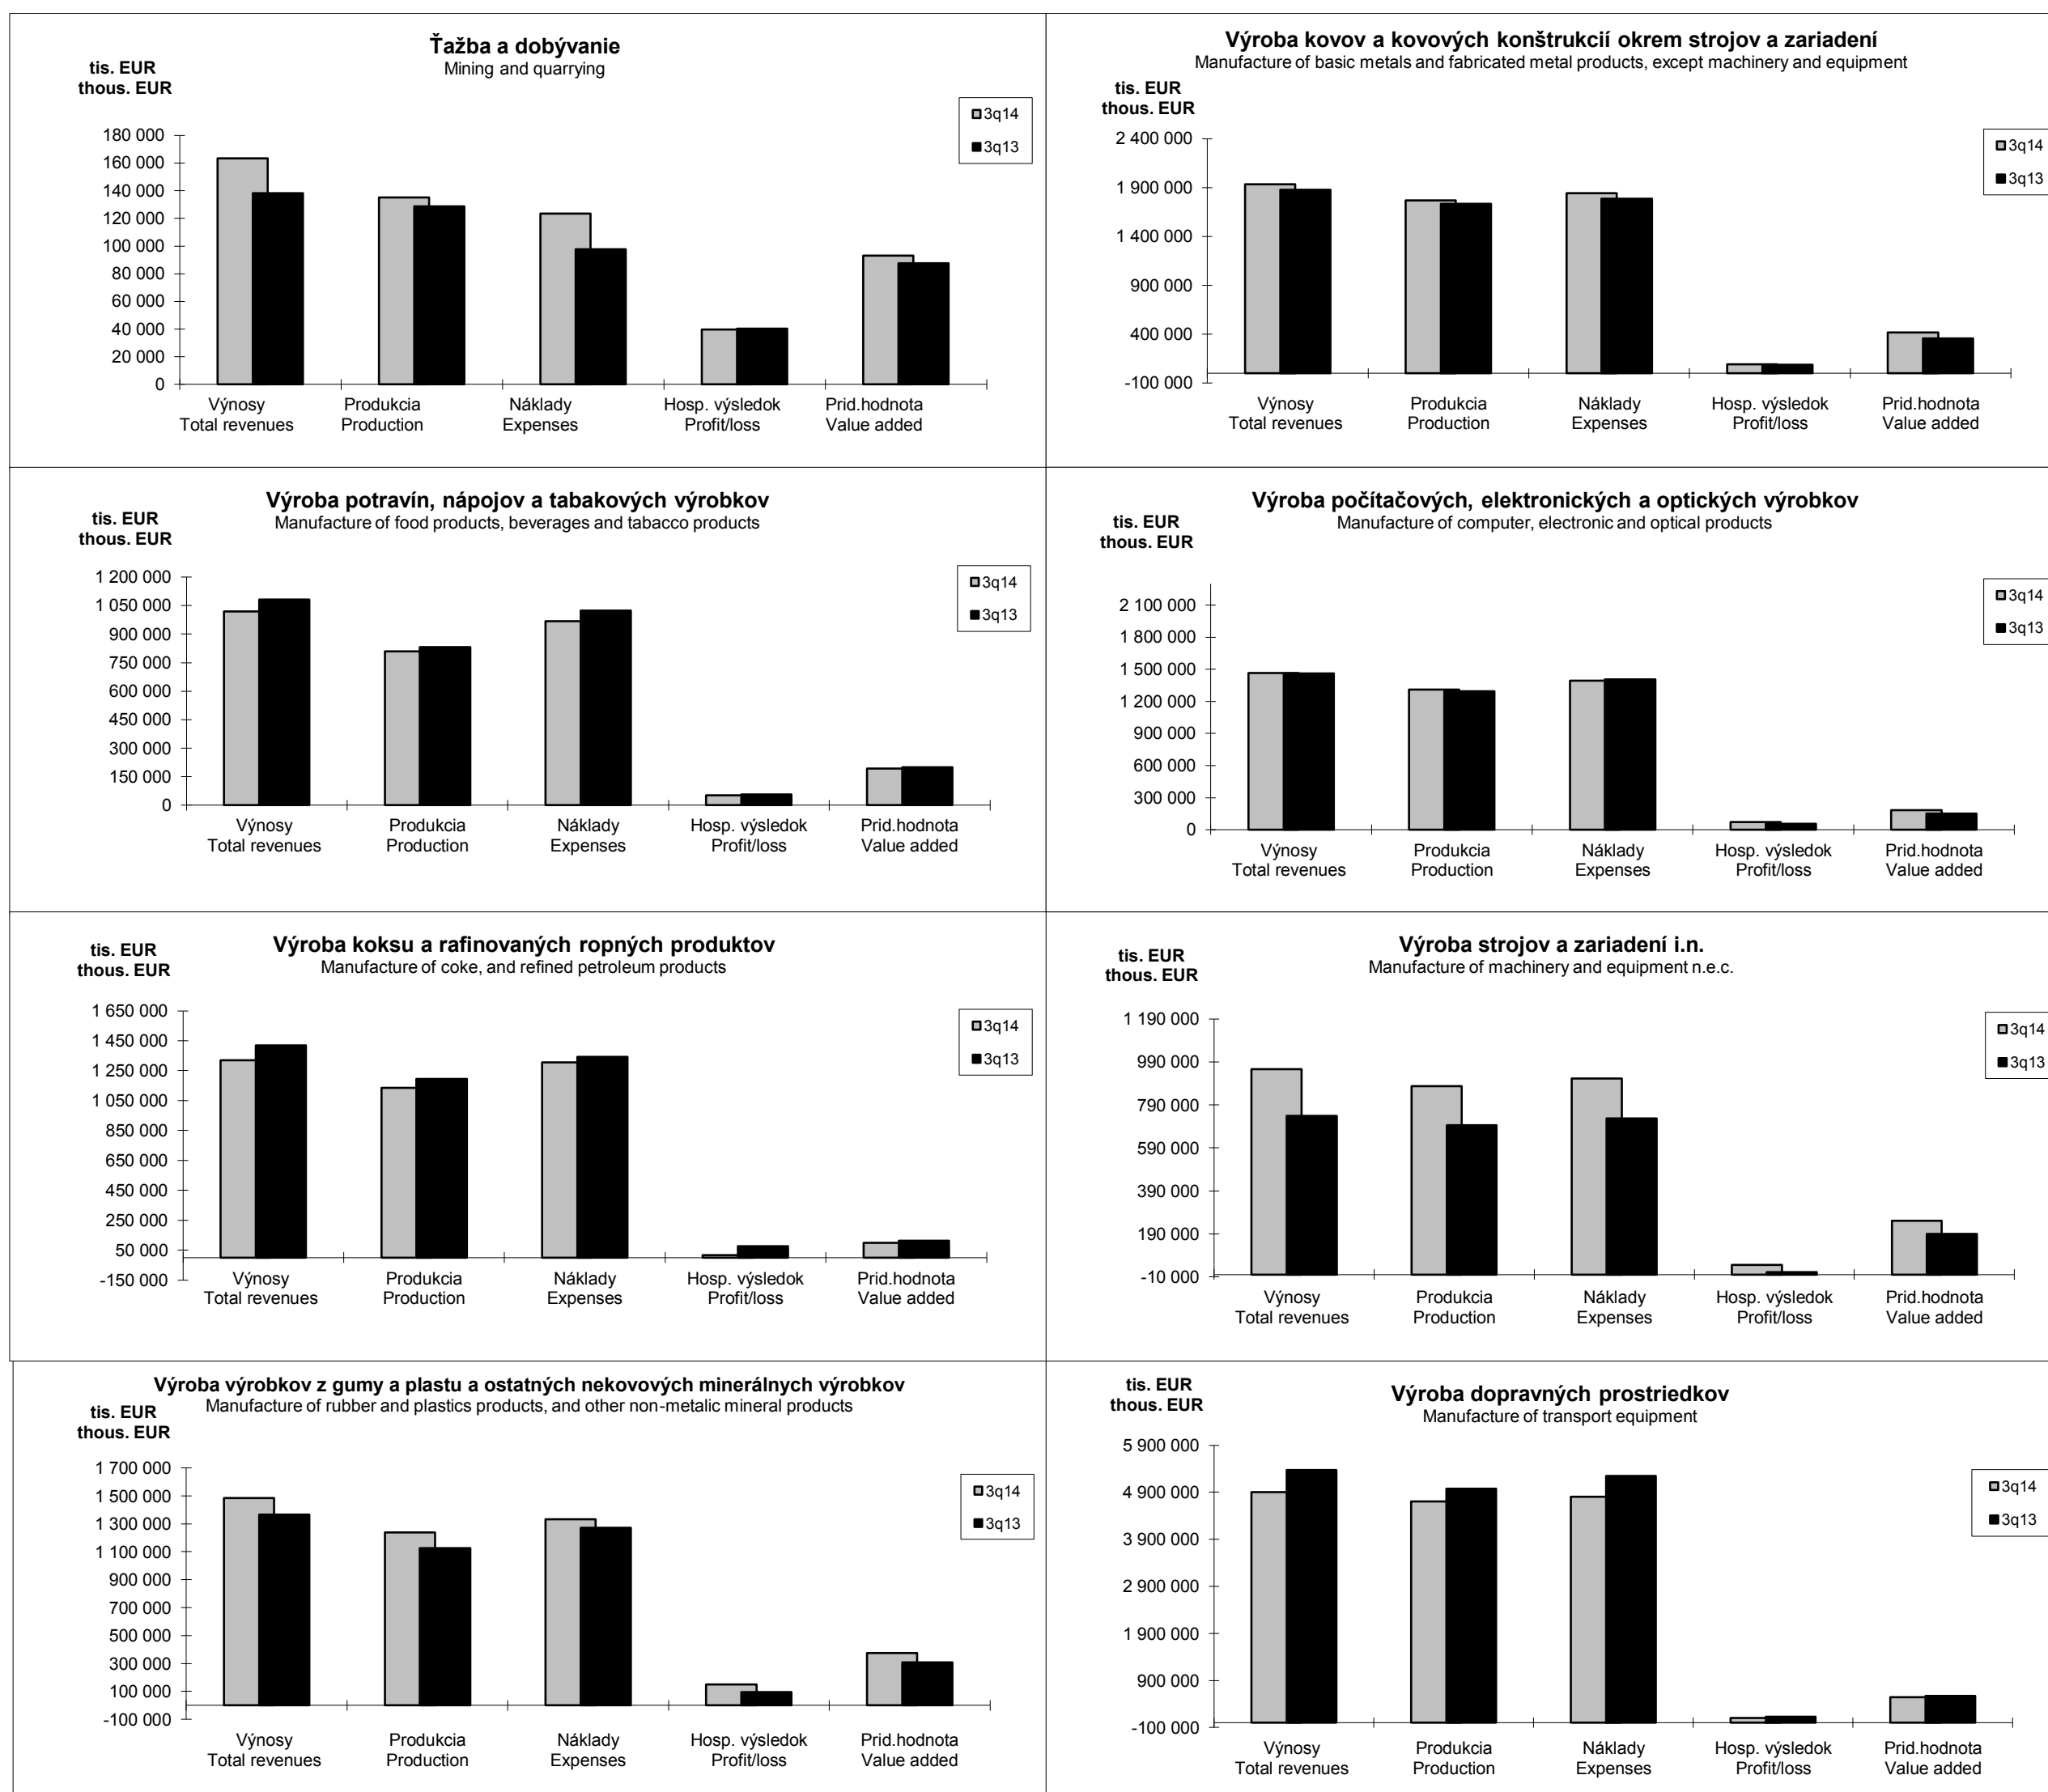 Ťažba a dobývanie
Mining and quarrying
tis. EUR
thous. EUR
3q14
3q13
180 000
160 000
140 000
120 000
100 000
80 000
60 000
40 000
20 000
0
Výnosy Produkcia Náklady Hosp. výsledok Prid.hodnota
Total revenues Production Expenses Profit/loss Value added
Výroba kovov a kovových konštrukcií okrem strojov a zariadení
Manufacture of basic metals and fabricated metal products, except machinery and equipment
tis. EUR
thous. EUR
3q14
3q13
2 400 000
1 900 000
1 400 000
900 000
400 000
-100 000
Výnosy Produkcia Náklady Hosp. výsledok Prid.hodnota
Total revenues Production Expenses Profit/loss Value added
Výroba potravín, nápojov a tabakových výrobkov
Manufacture of food products, beverages and tabacco products
tis. EUR
thous. EUR
3q14
3q13
1 200 000
1 050 000
900 000
750 000
600 000
450 000
300 000
150 000
0
Výnosy Produkcia Náklady Hosp. výsledok Prid.hodnota
Total revenues Production Expenses Profit/loss Value added
Výroba počítačových, elektronických a optických výrobkov
Manufacture of computer, electronic and optical products
tis. EUR
thous. EUR
3q14
3q13
2 100 000
1 800 000
1 500 000
1 200 000
900 000
600 000
300 000
0
Výnosy Produkcia Náklady Hosp. výsledok Prid.hodnota
Total revenues Production Expenses Profit/loss Value added
Výroba koksu a rafinovaných ropných produktov
Manufacture of coke, and refined petroleum products
tis. EUR
thous. EUR
3q14
3q13
1 650 000
1 450 000
1 250 000
1 050 000
850 000
650 000
450 000
250 000
50 000
-150 000
Výnosy Produkcia Náklady Hosp. výsledok Prid.hodnota
Total revenues Production Expenses Profit/loss Value added
Výroba strojov a zariadení i.n.
Manufacture of machinery and equipment n.e.c.
tis. EUR
thous. EUR
3q14
3q13
1 190 000
990 000
790 000
590 000
390 000
190 000
-10 000
Výnosy Produkcia Náklady Hosp. výsledok Prid.hodnota
Total revenues Production Expenses Profit/loss Value added
Výroba výrobkov z gumy a plastu a ostatných nekovových minerálnych výrobkov
Manufacture of rubber and plastics products, and other non-metalic mineral products
tis. EUR
thous. EUR
3q14
3q13
1 700 000
1 500 000
1 300 000
1 100 000
900 000
700 000
500 000
300 000
100 000
-100 000
Výnosy Produkcia Náklady Hosp. výsledok Prid.hodnota
Total revenues Production Expenses Profit/loss Value added
Výroba dopravných prostriedkov
Manufacture of transport equipment
tis. EUR
thous. EUR
3q14
3q13
5 900 000
4 900 000
3 900 000
2 900 000
1 900 000
900 000
-100 000
Výnosy Produkcia Náklady Hosp. výsledok Prid.hodnota
Total revenues Production Expenses Profit/loss Value added